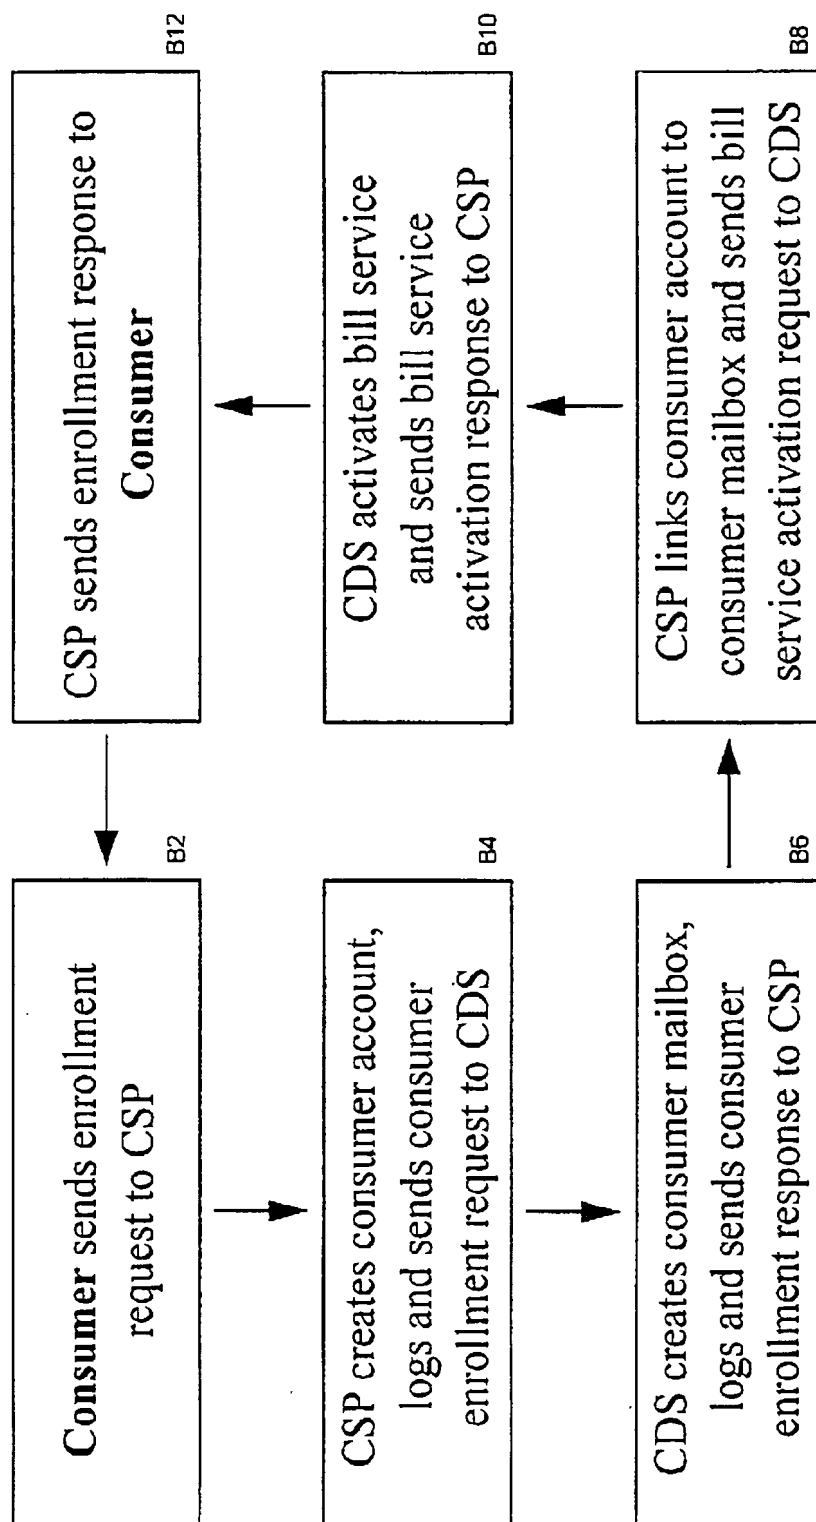 Consumer sends enrollment
request to CSP
B2
CSP creates consumer account,
logs and sends consumer
enrollment request to CDS
B4
CDS creates consumer mailbox,
logs and sends consumer
enrollment response to CSP
B6
CSP links consumer account to
consumer mailbox and sends bill
service activation request to CDS
B8
CDS activates bill service
and sends bill service
activation response to CSP
B10
CSP sends enrollment response to
Consumer
B12